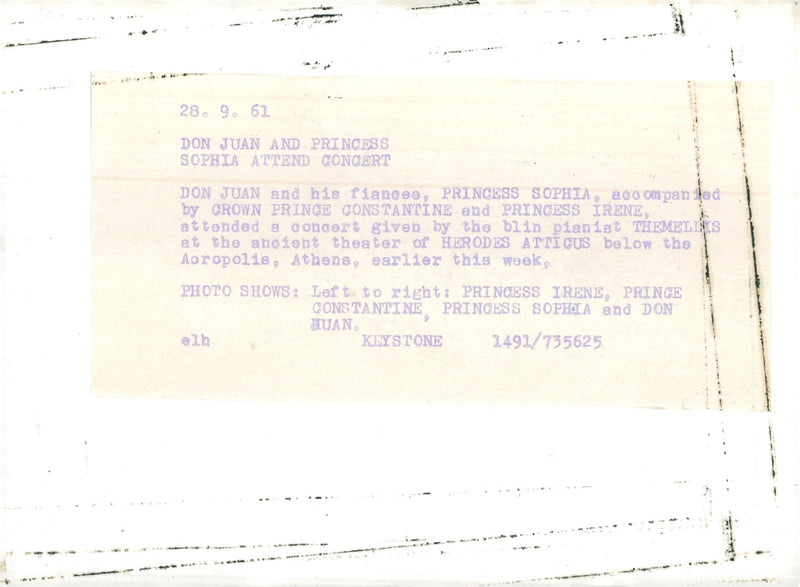 28. 9. 61
DON JUAN AND PRINCESS
SOPHIA ATTEND CONCERT
DON JUAN and his fiancee, PRINCESS SOPHIA, accompanied
by CROWN PRINCE CONSTANTINE and PRINCESS IRENE,
attended a concert given by the blin pianist THEMELLIS
at the ancient theater of HERODES ATTICUS below the
Acropolis, Athens, earlier this week,
PHOTO SHOWS: Left to right: PRINCESS IRENE, PRINCE
CONSTANTINE, PRINCESS SOPHIA and DON
JUAN.
elh KEYSTONE 1491/735625